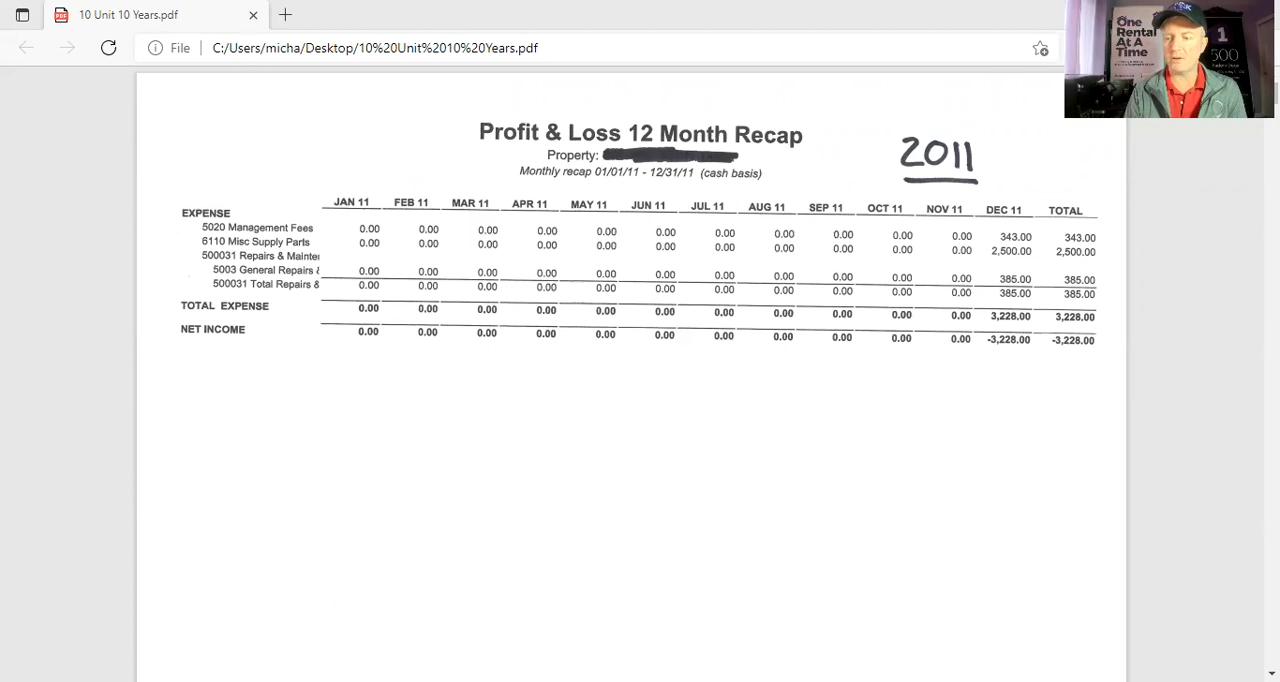 10 Unit 10 Years.pdf
File C:/Users/micha/Desktop/10%20Unit%2010%20Years.pdf
One
Rental
At A
Time
1
500
Profit & Loss 12 Month Recap
2011
Property:
Monthly recap 01/01/11 - 12/31/11 (cash basis)
JAN 11 FEB 11 MAR 11 APR 11 MAY 11 JUN 11 JUL 11 AUG 11 SEP 11 OCT 11 NOV 11 DEC 11 TOTAL
EXPENSE
5020 Management Fees 0.00 0.00 0.00 0.00 0.00 0.00 0.00 0.00 0.00 0.00 0.00 343.00 343.00
6110 Misc Supply Parts 0.00 0.00 0.00 0.00 0.00 0.00 0.00 0.00 0.00 0.00 0.00 2,500.00 2,500.00
500031 Repairs & Mainte
5003 General Repairs & 0.00 0.00 0.00 0.00 0.00 0.00 0.00 0.00 0.00 0.00 0.00 385.00 385.00
500031 Total Repairs & 0.00 0.00 0.00 0.00 0.00 0.00 0.00 0.00 0.00 0.00 0.00 385.00 385.00
TOTAL EXPENSE 0.00 0.00 0.00 0.00 0.00 0.00 0.00 0.00 0.00 0.00 0.00 3,228.00 3,228.00
NET INCOME 0.00 0.00 0.00 0.00 0.00 0.00 0.00 0.00 0.00 0.00 0.00 -3,228.00 -3,228.00